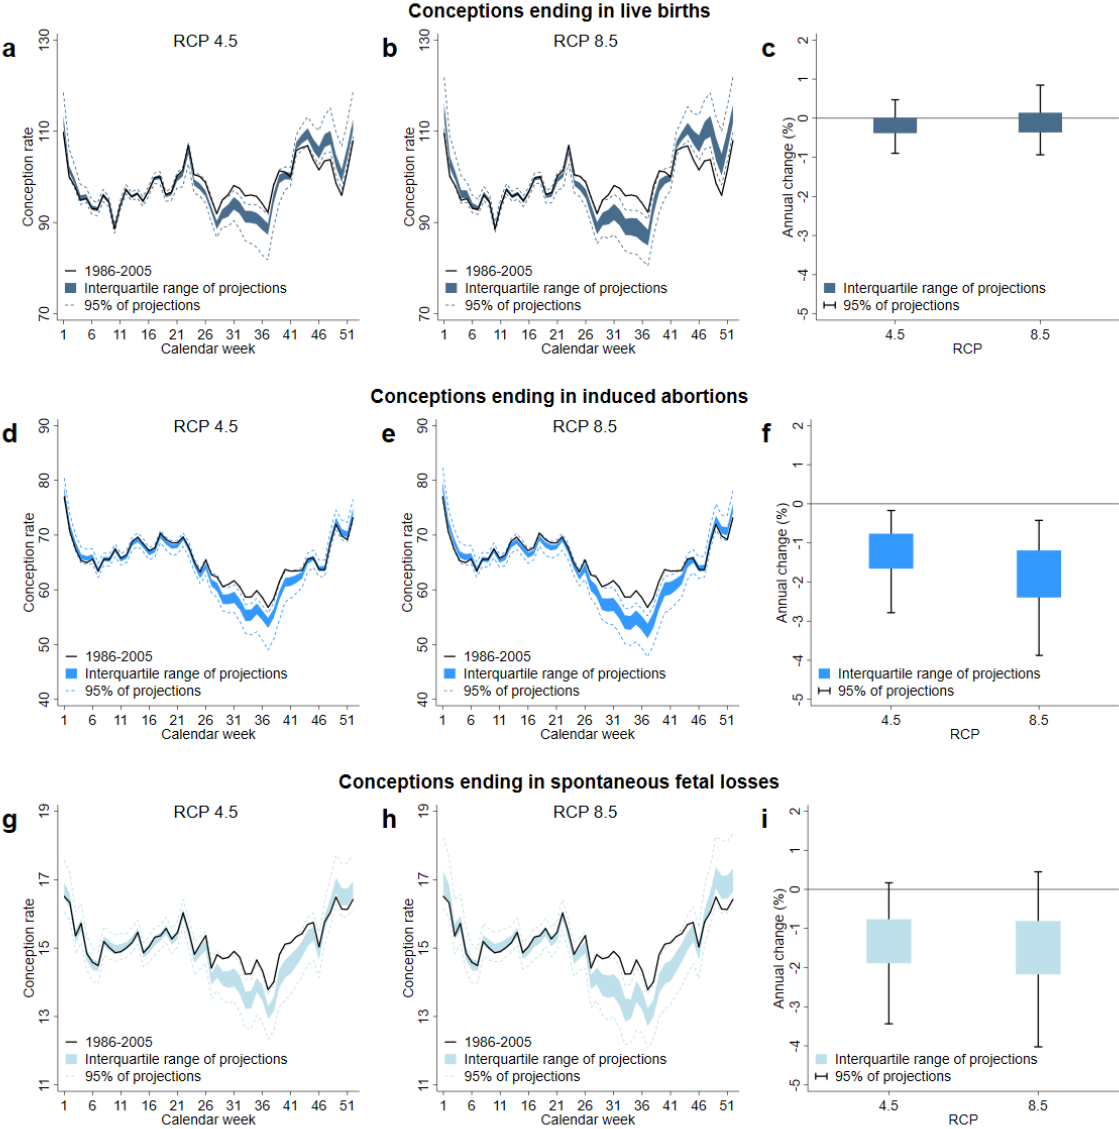 Conceptions ending in live births
a
RCP 4.5
Conception rate
130
110
90
70
1986-2005
Interquartile range of projections
95% of projections
1 6 11 16 21 26 31 36 41 46 51
Calendar week
b
RCP 8.5
Conception rate
130
110
90
70
1986-2005
Interquartile range of projections
95% of projections
1 6 11 16 21 26 31 36 41 46 51
Calendar week
c
Annual change (%)
2
1
0
-1
-2
-3
-4
-5
Interquartile range of projections
95% of projections
4.5 8.5
RCP
Conceptions ending in induced abortions
d
RCP 4.5
Conception rate
90
80
70
60
50
40
1986-2005
Interquartile range of projections
95% of projections
1 6 11 16 21 26 31 36 41 46 51
Calendar week
e
RCP 8.5
Conception rate
90
80
70
60
50
40
1986-2005
Interquartile range of projections
95% of projections
1 6 11 16 21 26 31 36 41 46 51
Calendar week
f
Annual change (%)
2
1
0
-1
-2
-3
-4
-5
Interquartile range of projections
95% of projections
4.5 8.5
RCP
Conceptions ending in spontaneous fetal losses
g
RCP 4.5
Conception rate
19
17
15
13
11
1986-2005
Interquartile range of projections
95% of projections
1 6 11 16 21 26 31 36 41 46 51
Calendar week
h
RCP 8.5
Conception rate
19
17
15
13
11
1986-2005
Interquartile range of projections
95% of projections
1 6 11 16 21 26 31 36 41 46 51
Calendar week
i
Annual change (%)
2
1
0
-1
-2
-3
-4
-5
Interquartile range of projections
95% of projections
4.5 8.5
RCP